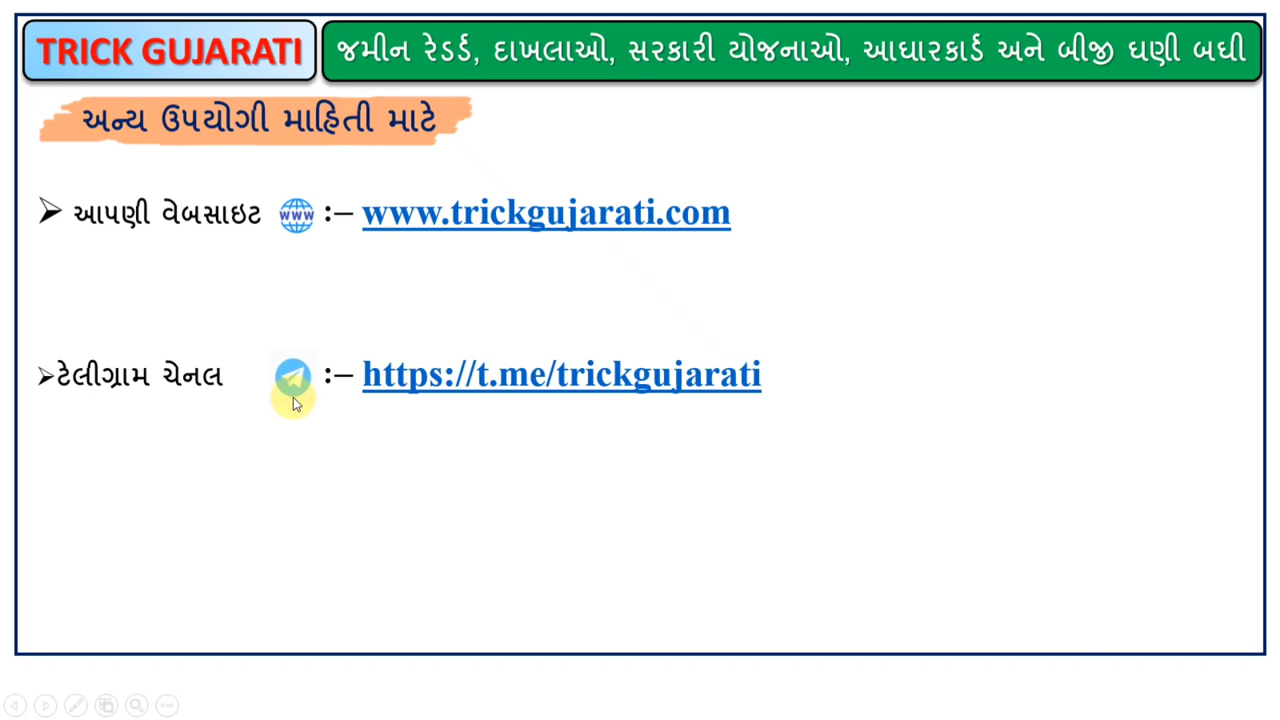 TRICK GUJARATI
જમીન રેડર્ડ, દાખલાઓ, સરકારી યોજનાઓ, આધારકાર્ડ અને બીજી ઘણી બધી
અન્ય ઉપયોગી માહિતી માટે
➢ આપણી વેબસાઇટ www :– www.trickgujarati.com
➢ટેલીગ્રામ ચેનલ :– https://t.me/trickgujarati